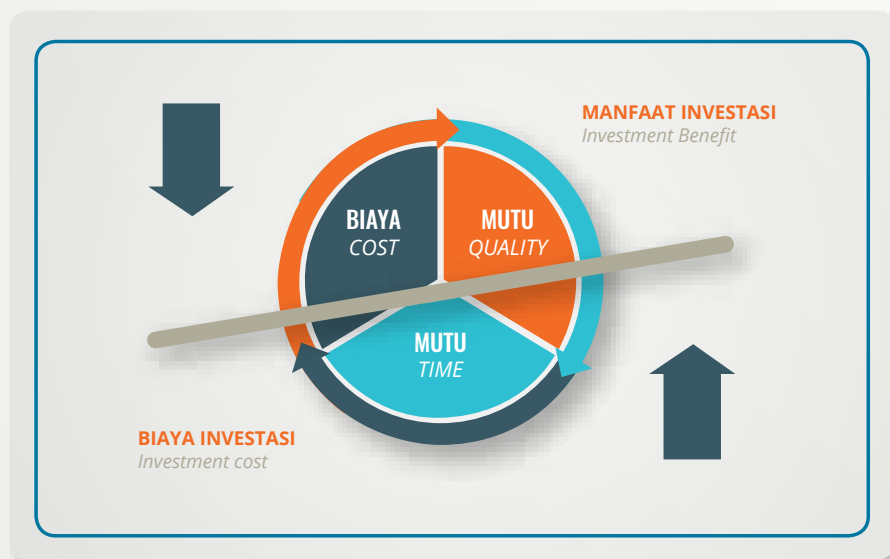 MANFAAT INVESTASI
Investment Benefit
BIAYA
COST
MUTU
QUALITY
MUTU
TIME
BIAYA INVESTASI
Investment cost